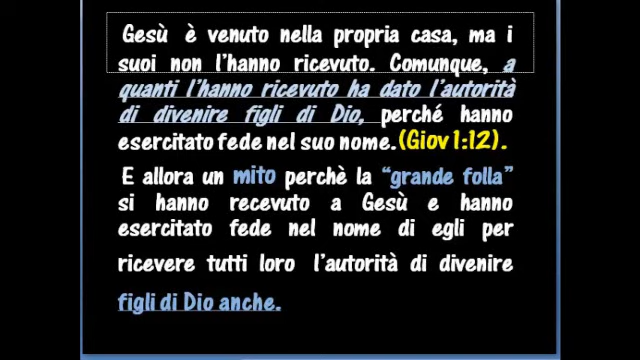 Gesù è venuto nella propria casa, ma i
suoi non l'hanno ricevuto. Comunque, a
quanti l'hanno ricevuto ha dato l'autorità
di divenire figli di Dio, perché hanno
esercitato fede nel suo nome.(Giov 1:12).
E allora un mito perchè la “grande folla”
si hanno recevuto a Gesù e hanno
esercitato fede nel nome di egli per
ricevere tutti loro l'autorità di divenire
figli di Dio anche.